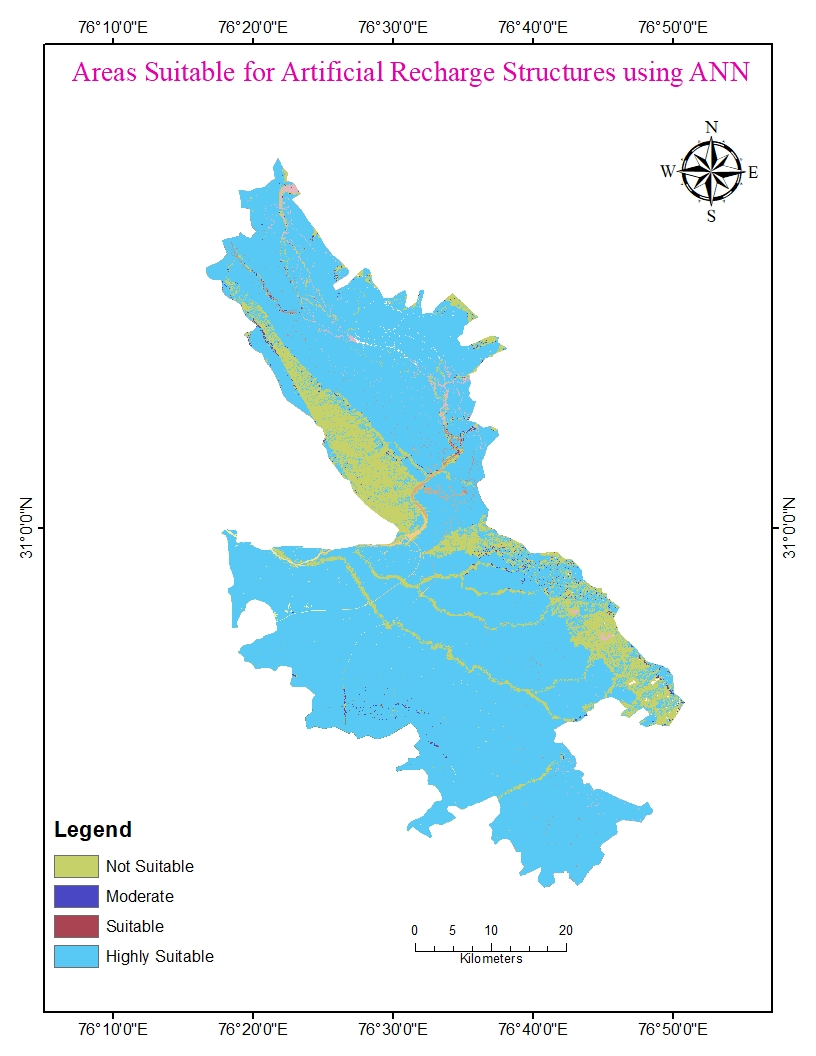 76°10'0"E 76°20'0"E 76°30'0"E 76°40'0"E 76°50'0"E
Areas Suitable for Artificial Recharge Structures using ANN
N
W E
S
31°0'0"N 31°0'0"N
Legend
Not Suitable
Moderate
Suitable
Highly Suitable
0 5 10 20
Kilometers
76°10'0"E 76°20'0"E 76°30'0"E 76°40'0"E 76°50'0"E